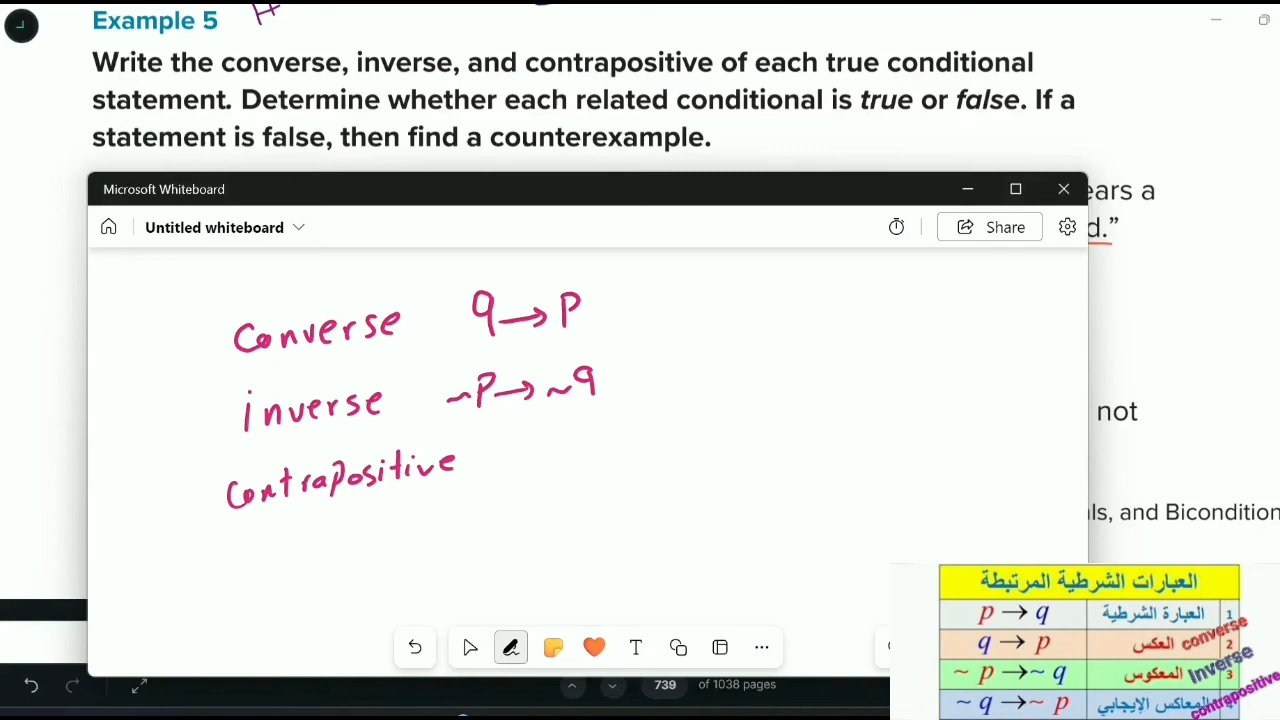 Example 5
Write the converse, inverse, and contrapositive of each true conditional
statement. Determine whether each related conditional is true or false. If a
statement is false, then find a counterexample.
Microsoft Whiteboard
ears a
Untitled whiteboard
Share
d.”
converse q → p
inverse ~p → ~q
not
contrapositive
ls, and Bicondition
العبارات الشرطية المرتبطة
p → q العبارة الشرطية 1
q → p العكس converse 2
~ p →~ q المعكوس Inverse 3
~ q →~ p المعاكس الإيجابي contrapositive
739 of 1038 pages